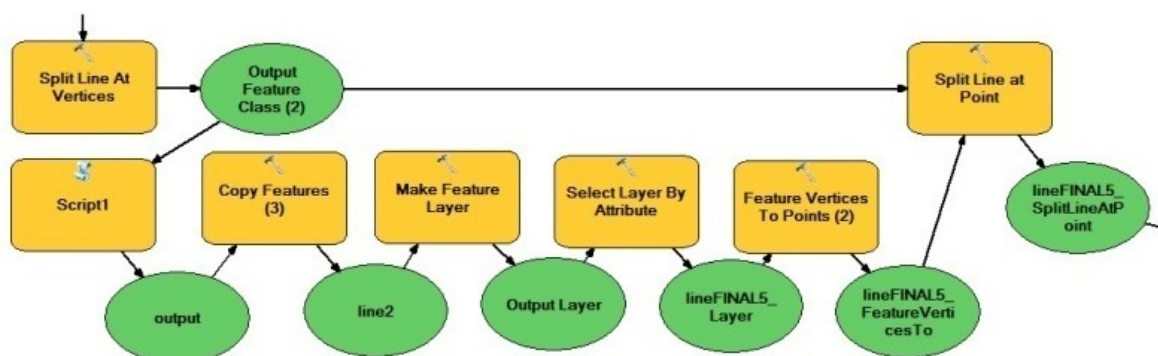 Split Line At
Vertices
Output
Feature
Class (2)
Split Line at
Point
Script1
Copy Features
(3)
Make Feature
Layer
Select Layer By
Attribute
Feature Vertices
To Points (2)
lineFINAL5_
SplitLineAtP
oint
output
line2
Output Layer
lineFINAL5_
Layer
lineFINAL5_
FeatureVerti
cesTo